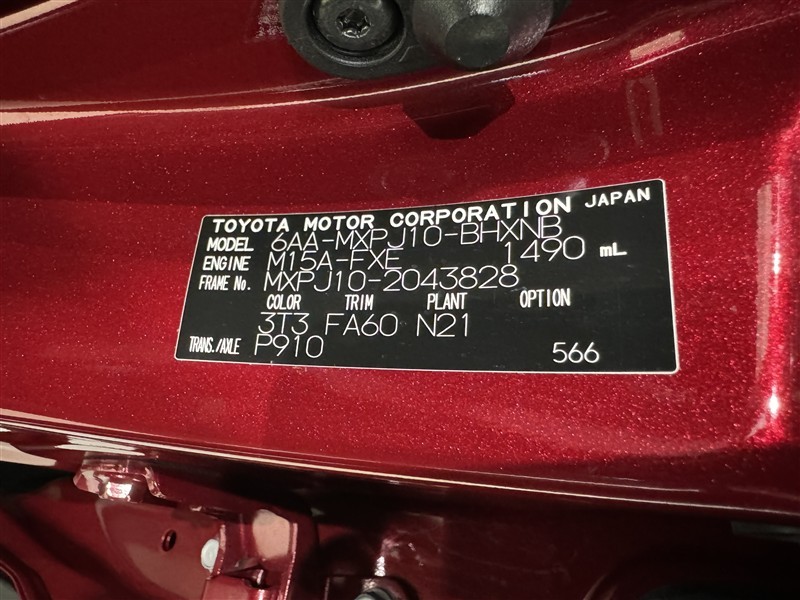 TOYOTA MOTOR CORPORATION JAPAN
MODEL 6AA-MXPJ10-BHXNB
ENGINE M15A-FXE 1490 mL
FRAME No. MXPJ10-2043828
COLOR TRIM PLANT OPTION
3T3 FA60 N21
TRANS./AXLE P910 566